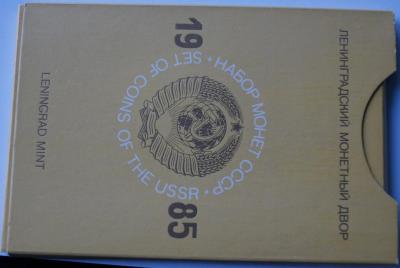 ЛЕНИНГРАДСКИЙ МОНЕТНЫЙ ДВОР
19
• НАБОР МОНЕТ СССР •
SET OF COINS OF THE USSR
85
LENINGRAD MINT